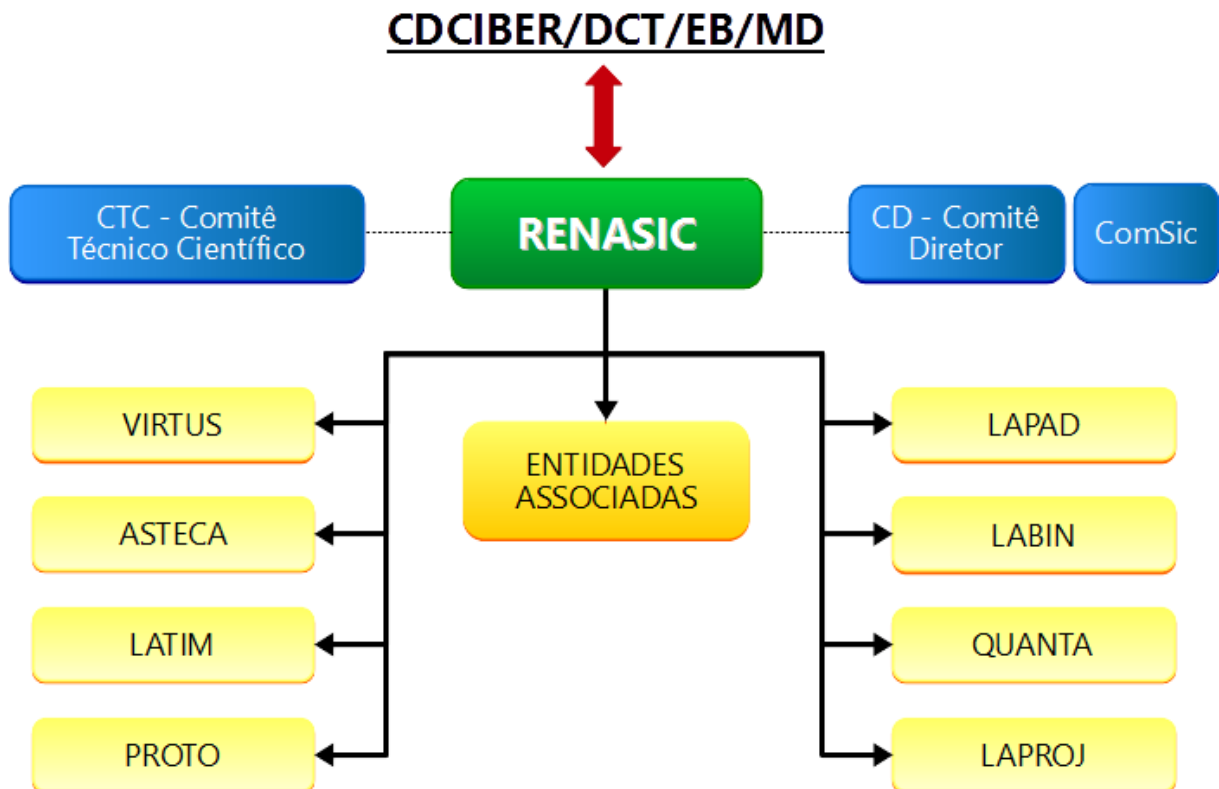 CDCIBER/DCT/EB/MD
CTC - Comitê
Técnico Científico
RENASIC
CD - Comitê
Diretor
ComSic
VIRTUS
ASTECA
LATIM
PROTO
ENTIDADES
ASSOCIADAS
LAPAD
LABIN
QUANTA
LAPROJ